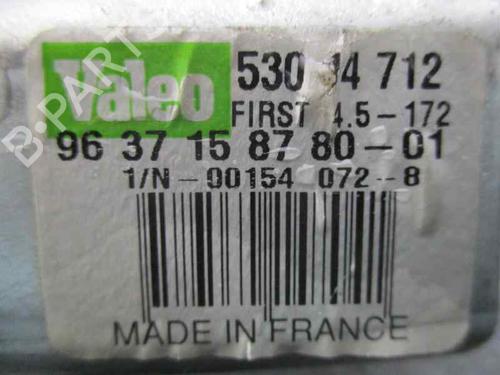 B-PARTS
Valeo
530 14 712
FIRST 4.5-172
96 37 15 87 80-01
1/N-00154 072-8
MADE IN FRANCE